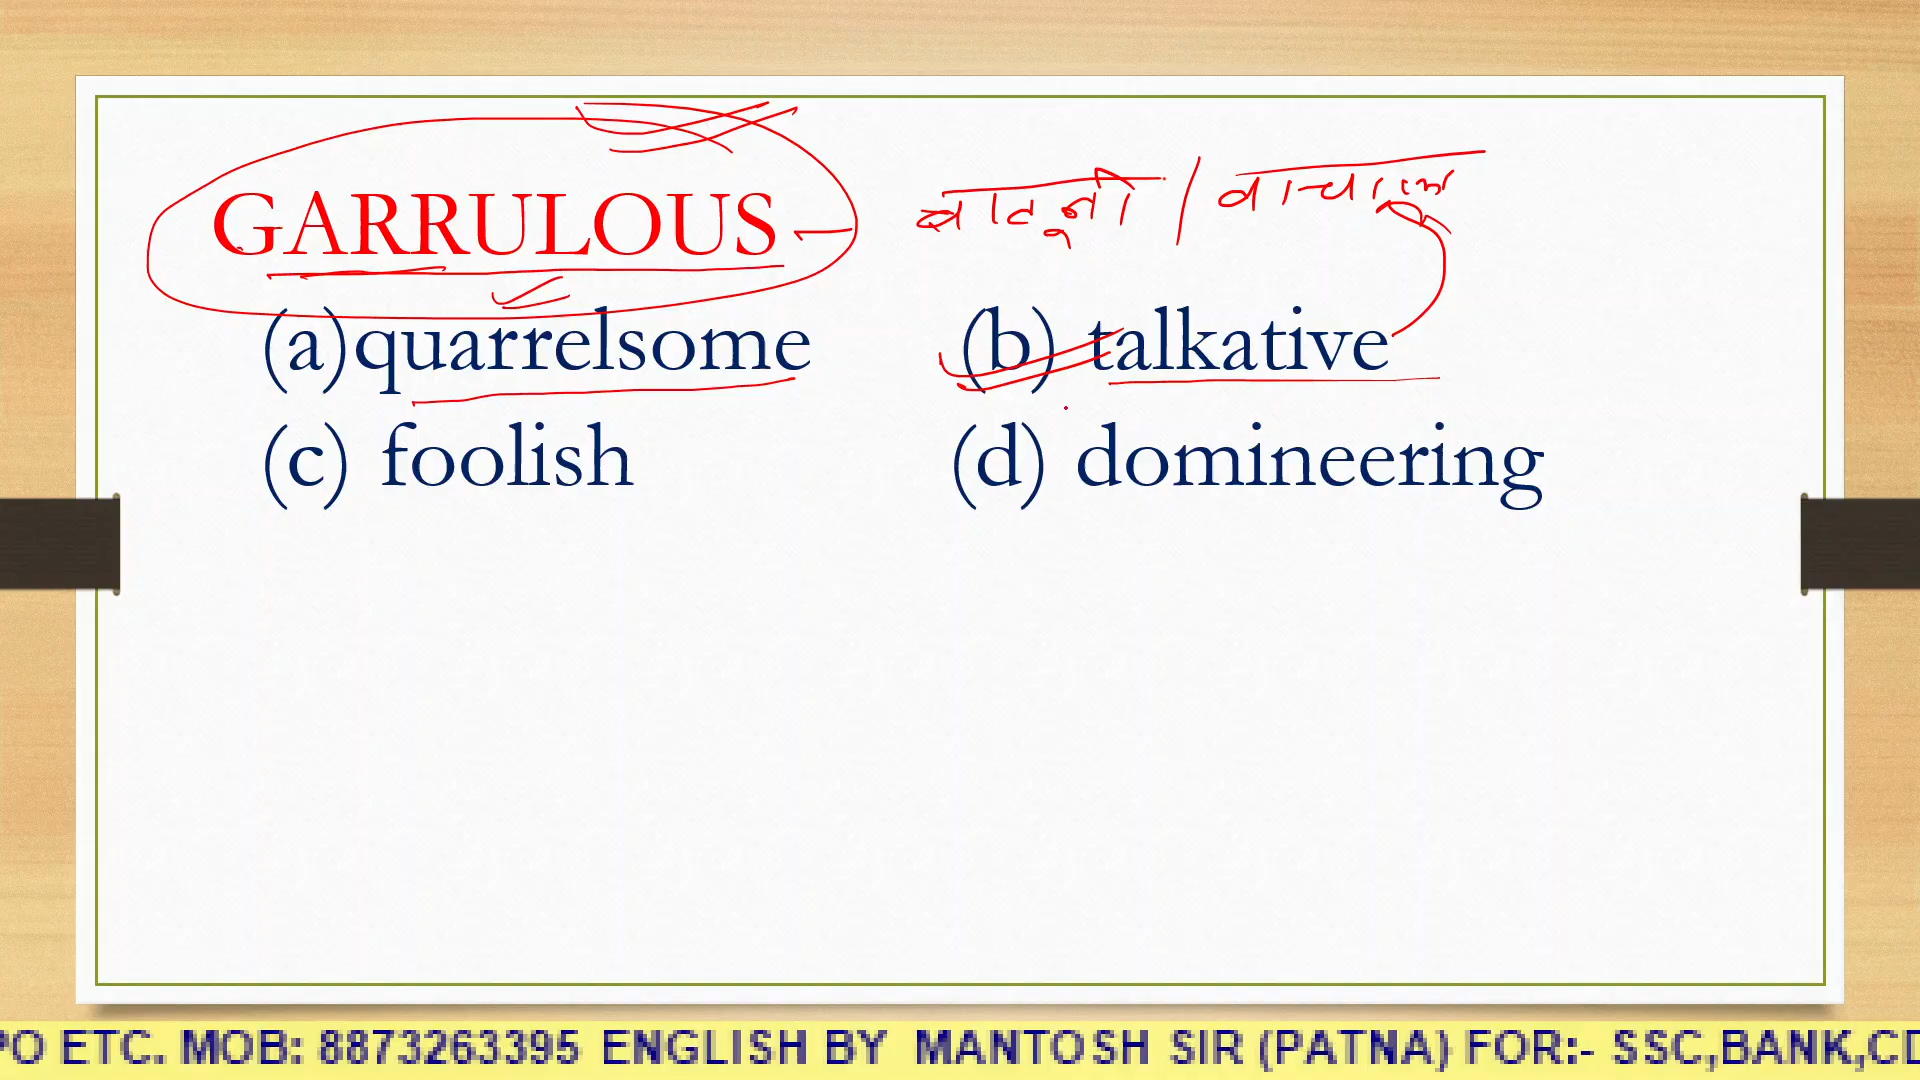 GARRULOUS – बातूनी / वाचाल
(a)quarrelsome (b) talkative
(c) foolish (d) domineering
PO ETC. MOB: 8873263395 ENGLISH BY MANTOSH SIR (PATNA) FOR:- SSC,BANK,CD